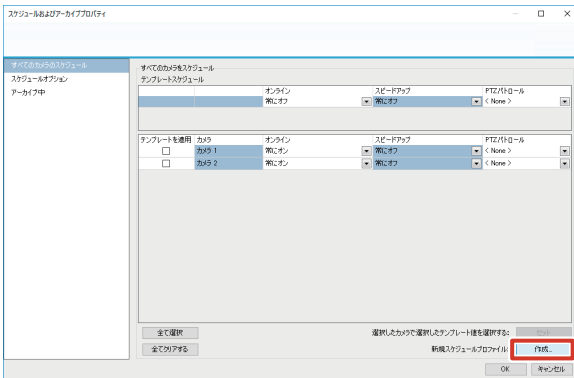 スケジュールおよびアーカイブプロパティ
すべてのカメラのスケジュール
スケジュールオプション
アーカイブ中
すべてのカメラをスケジュール
テンプレートスケジュール
オンライン スピードアップ PTZパトロール
常にオフ 常にオフ < None >
テンプレートを適用 カメラ オンライン スピードアップ PTZパトロール
カメラ 1 常にオン 常にオフ < None >
カメラ 2 常にオン 常にオフ < None >
全て選択 選択したカメラで選択したテンプレート値を選択する: セット
全てクリアする 新規スケジュールプロファイル: 作成...
OK キャンセル